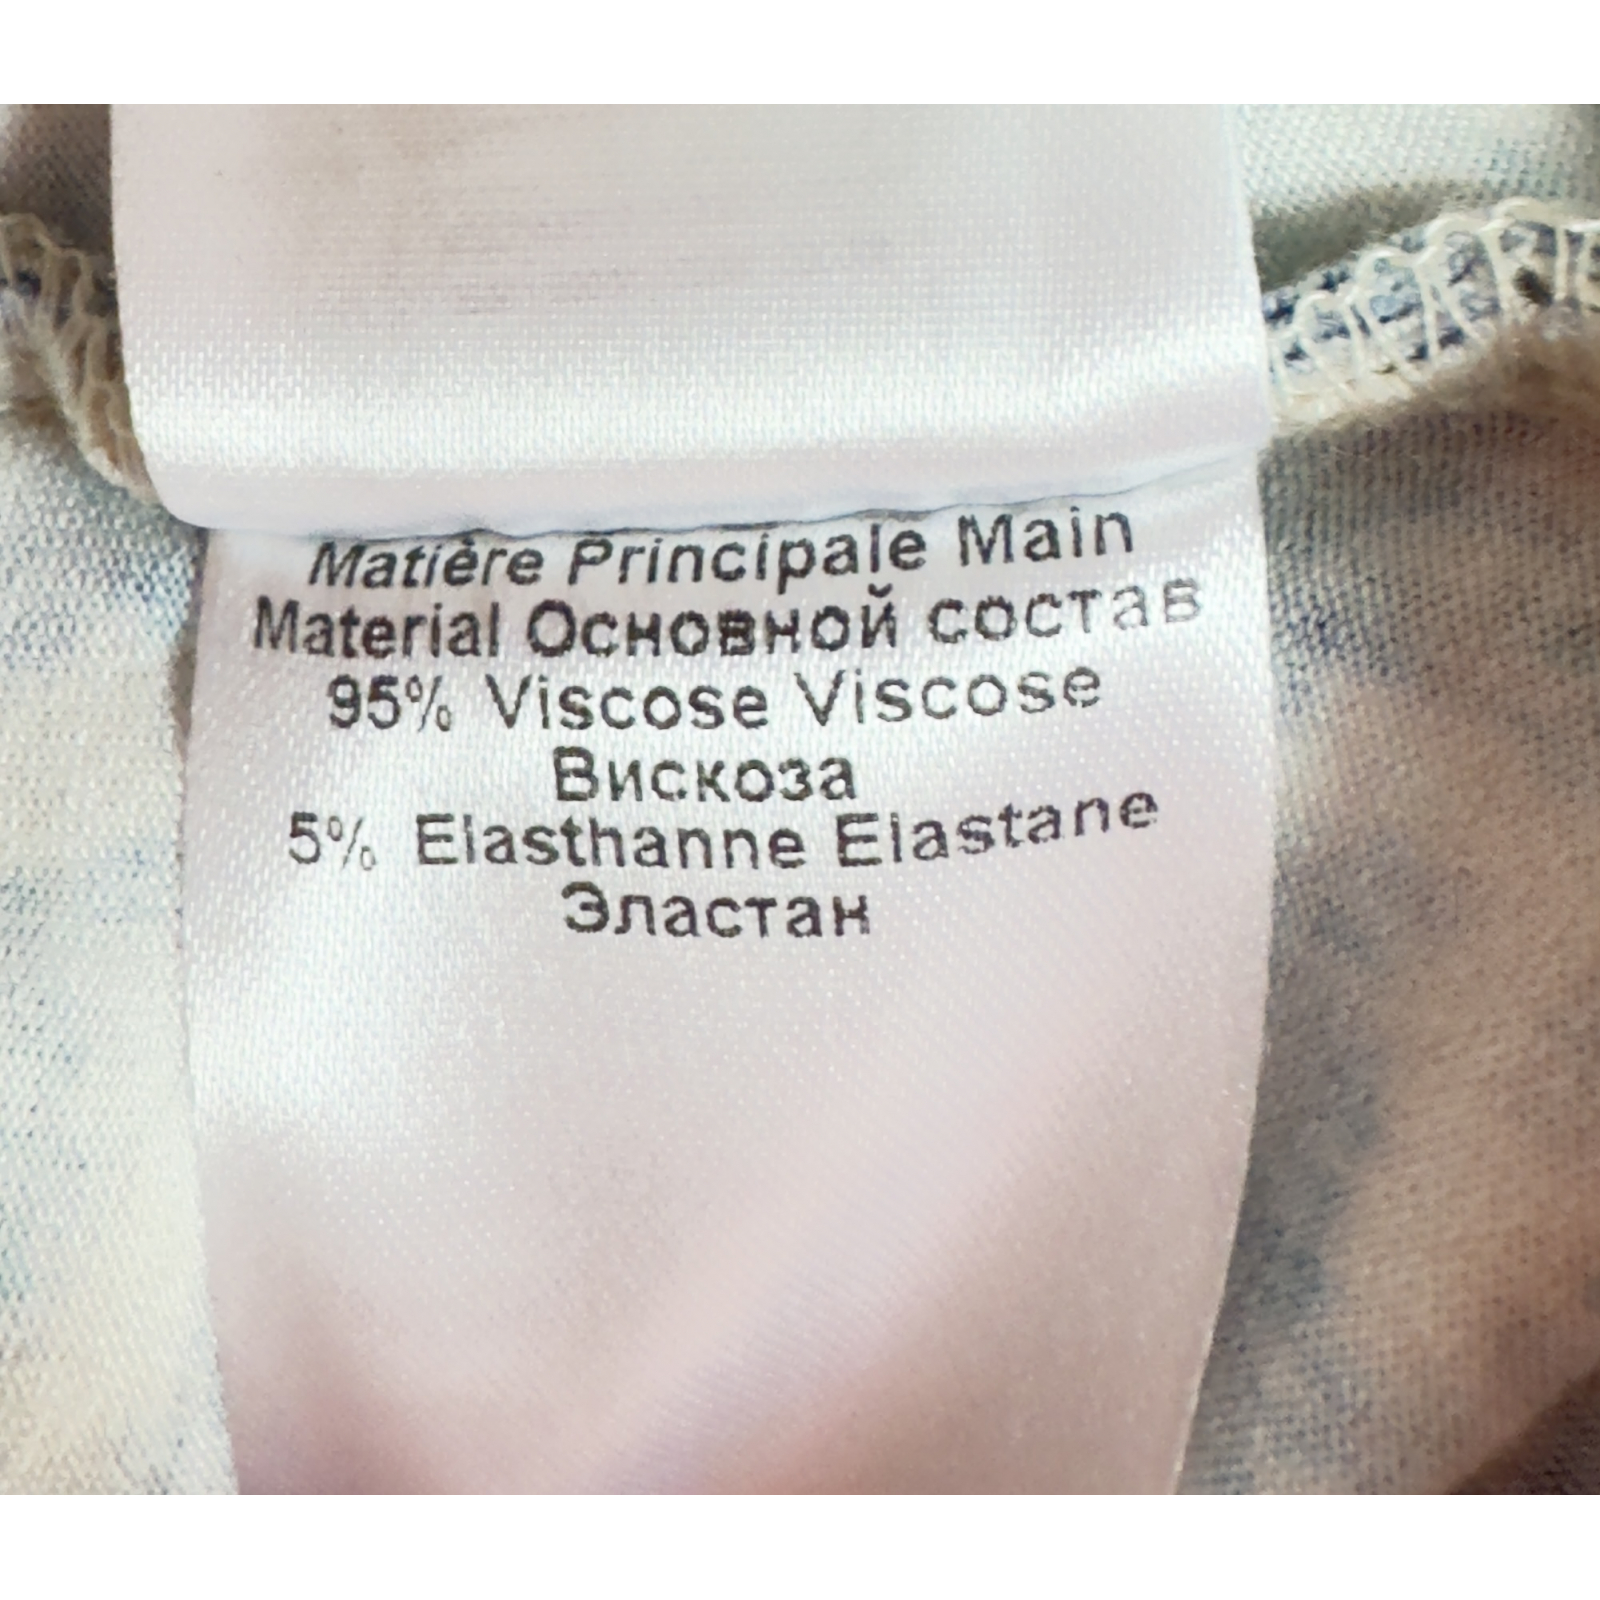 Matière Principale Main
Material Основной состав
95% Viscose Viscose
Вискоза
5% Elasthanne Elastane
Эластан